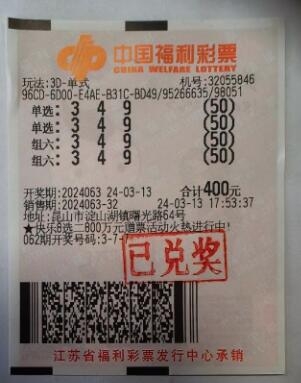 中国福利彩票
CHINA WELFARE LOTTERY
玩法:3D-单式 机号:32055846
96CD-6D00-E4AE-B31C-BD49/95266635/98051
单选: 3 4 9 (50)
单选: 3 4 9 (50)
组六: 3 4 9 (50)
组六: 3 4 9 (50)
开奖期:2024063 24-03-13 合计400元
销售期:2024063-32 24-03-13 17:53:37
地址:昆山市淀山湖镇曙光路64号
★快乐8选二800万元赠票活动火热进行中!
062期开奖号码:3-7-
已兑奖
江苏省福利彩票发行中心承销